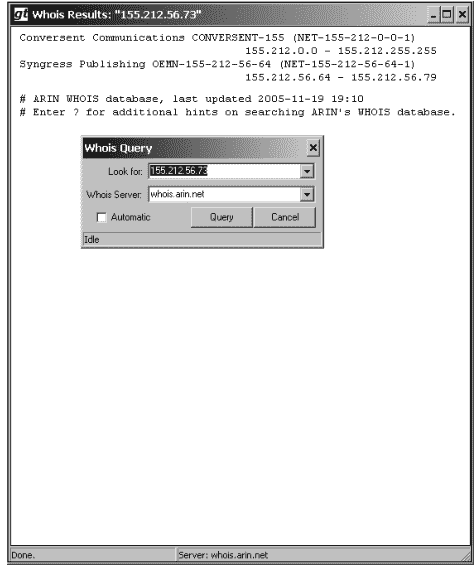 gt Whois Results: "155.212.56.73"
Conversent Communications CONVERSENT-155 (NET-155-212-0-0-1)
155.212.0.0 - 155.212.255.255
Syngress Publishing OEMN-155-212-56-64 (NET-155-212-56-64-1)
155.212.56.64 - 155.212.56.79
# ARIN WHOIS database, last updated 2005-11-19 19:10
# Enter ? for additional hints on searching ARIN's WHOIS database.
Whois Query
Look for: 155.212.56.73
Whois Server: whois.arin.net
Automatic Query Cancel
Idle
Done. Server: whois.arin.net